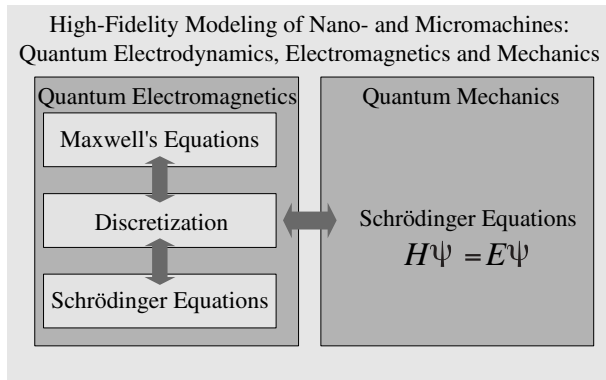 High-Fidelity Modeling of Nano- and Micromachines:
Quantum Electrodynamics, Electromagnetics and Mechanics
Quantum Electromagnetics
Maxwell's Equations
Discretization
Schrödinger Equations
Quantum Mechanics
Schrödinger Equations
HΨ = EΨ